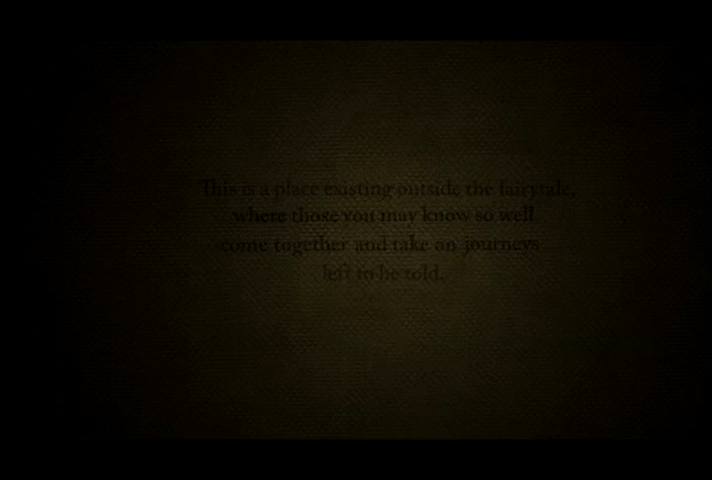 This is a place existing outside the fairytale,
where those you may know so well
come together and take on journeys
left to be told.